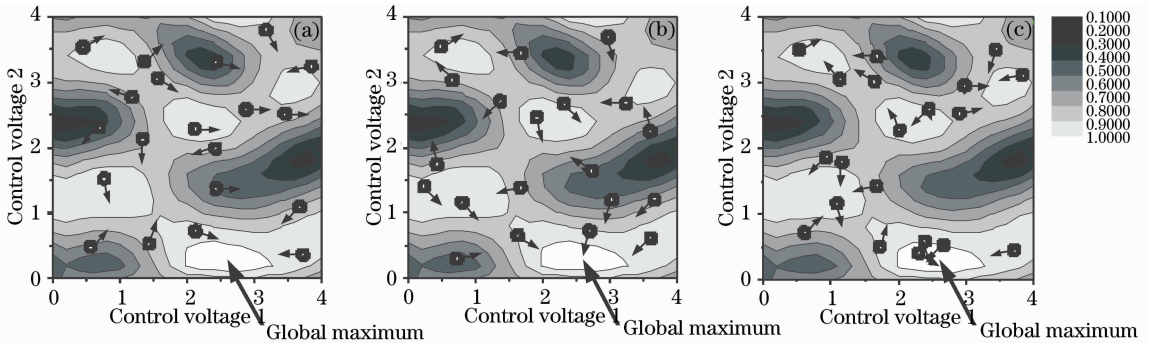 4
3
2
1
0
Control voltage 2
(a)
0 1 2 3 4
Control voltage 1
Global maximum
4
3
2
1
0
Control voltage 2
(b)
0 1 2 3 4
Control voltage 1
Global maximum
4
3
2
1
0
Control voltage 2
(c)
0 1 2 3 4
Control voltage 1
Global maximum
0.1000
0.2000
0.3000
0.4000
0.5000
0.6000
0.7000
0.8000
0.9000
1.0000